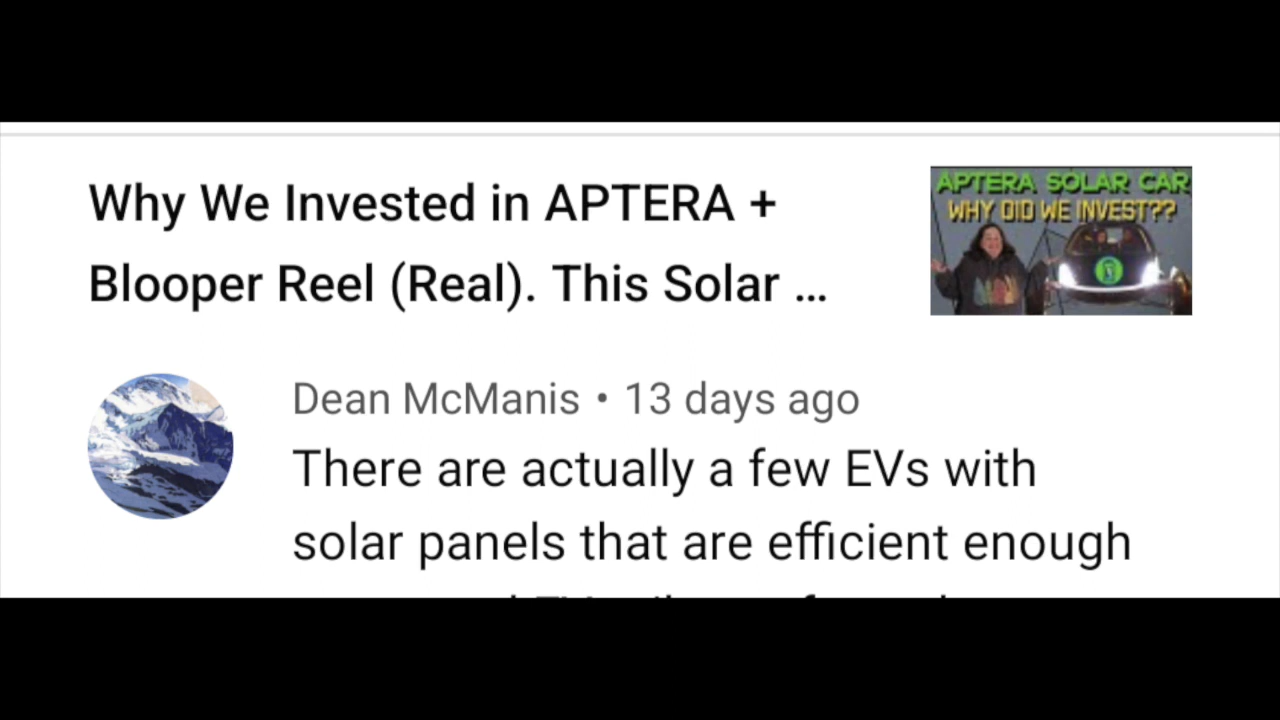 Why We Invested in APTERA +
Blooper Reel (Real). This Solar ...
APTERA SOLAR CAR
WHY DID WE INVEST??
Dean McManis • 13 days ago
There are actually a few EVs with
solar panels that are efficient enough